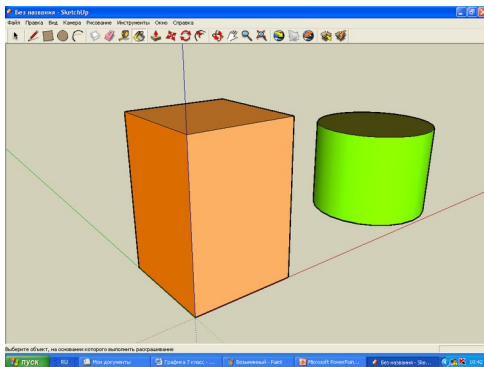 Без названия - SketchUp
Файл Правка Вид Камера Рисование Инструменты Окно Справка
Выберите объект, на основании которого выполнить раскрашивание
пуск RU Мои документы Графика 7 класс - ... Безымянный - Paint Microsoft PowerPoin... Без названия - Ske... 10:42